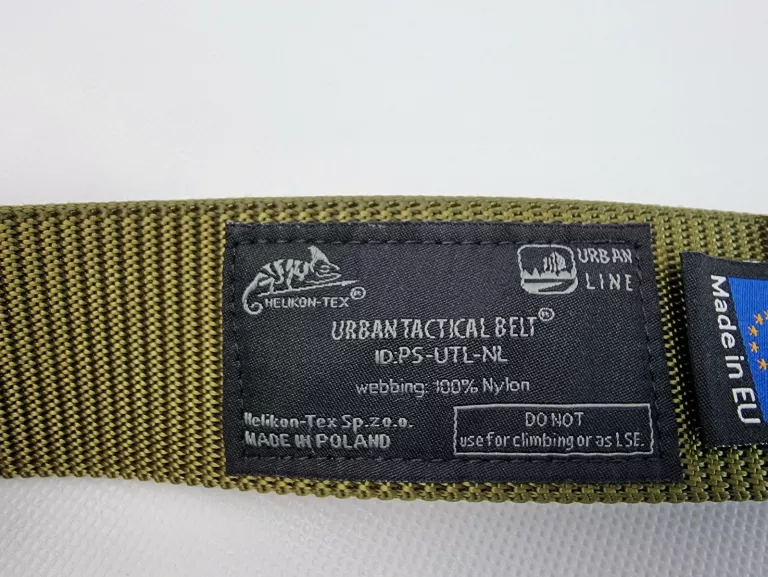 HELIKON-TEX®
URBAN
LINE
URBAN TACTICAL BELT®
ID:PS-UTL-NL
webbing: 100% Nylon
Helikon-Tex Sp.z o.o.
MADE IN POLAND
DO NOT
use for climbing or as LSE.
Made in EU